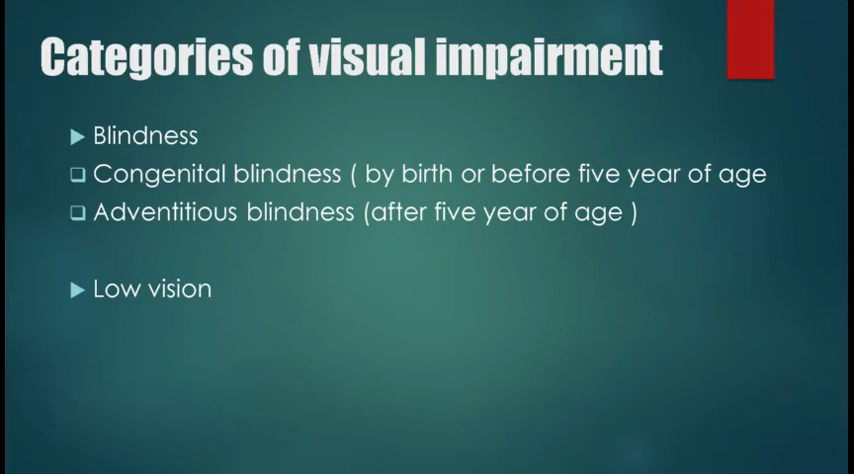 Categories of visual impairment
Blindness
Congenital blindness ( by birth or before five year of age
Adventitious blindness (after five year of age )
Low vision